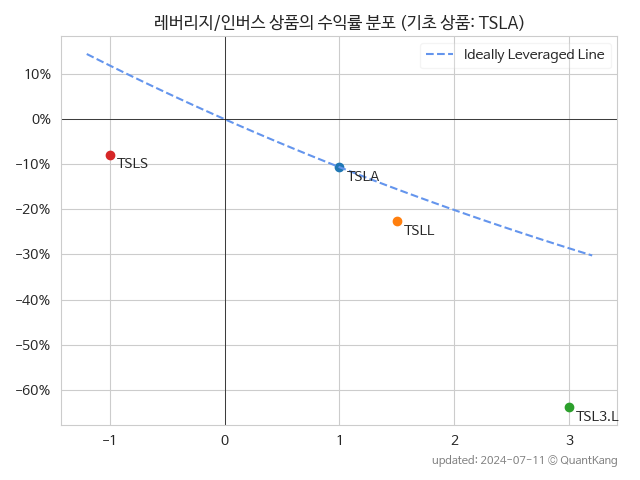 레버리지/인버스 상품의 수익률 분포 (기초 상품: TSLA)
Ideally Leveraged Line
10%
0%
−10%
−20%
−30%
−40%
−50%
−60%
TSLS
TSLA
TSLL
TSL3.L
−1
0
1
2
3
updated: 2024-07-11 © QuantKang